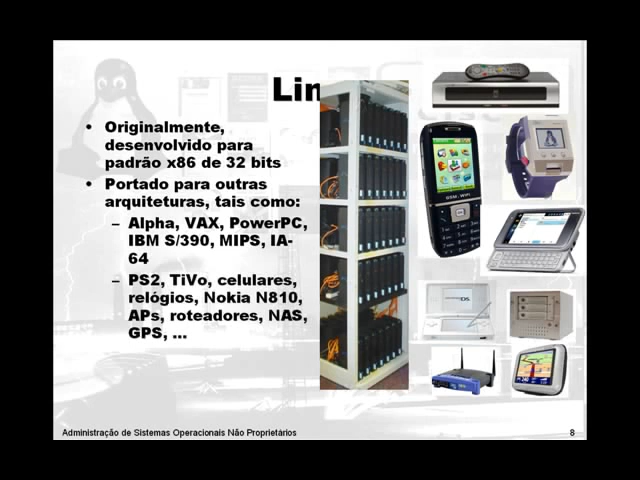 Lin
• Originalmente,
desenvolvido para
padrão x86 de 32 bits
• Portado para outras
arquiteturas, tais como:
– Alpha, VAX, PowerPC,
IBM S/390, MIPS, IA-
64
– PS2, TiVo, celulares,
relógios, Nokia N810,
APs, roteadores, NAS,
GPS, ...
GSM+WIFI
Administração de Sistemas Operacionais Não Proprietários
8